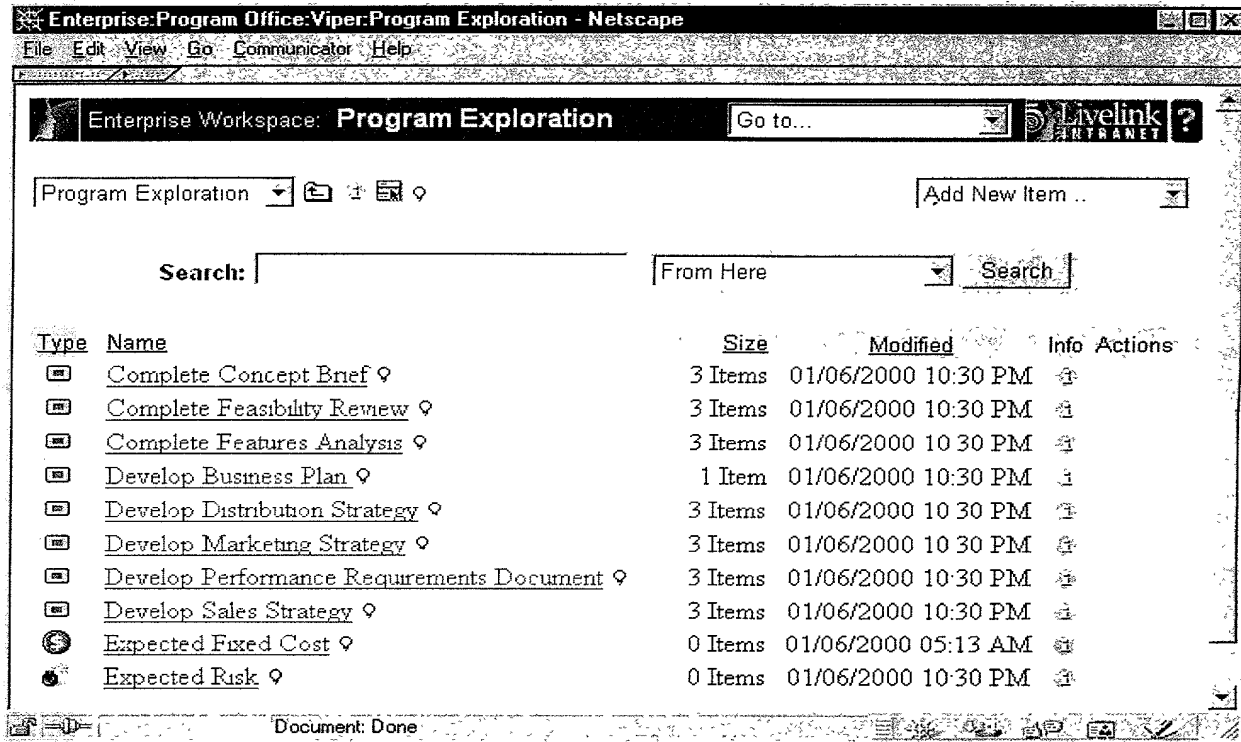 Enterprise:Program Office:Viper:Program Exploration - Netscape
File Edit View Go Communicator Help
Enterprise Workspace: Program Exploration Go to... Livelink INTRANET ?
Program Exploration Add New Item ..
Search: From Here Search
Type Name Size Modified Info Actions
Complete Concept Brief 3 Items 01/06/2000 10:30 PM
Complete Feasibility Review 3 Items 01/06/2000 10:30 PM
Complete Features Analysis 3 Items 01/06/2000 10:30 PM
Develop Business Plan 1 Item 01/06/2000 10:30 PM
Develop Distribution Strategy 3 Items 01/06/2000 10 30 PM
Develop Marketing Strategy 3 Items 01/06/2000 10 30 PM
Develop Performance Requirements Document 3 Items 01/06/2000 10:30 PM
Develop Sales Strategy 3 Items 01/06/2000 10:30 PM
Expected Fixed Cost 0 Items 01/06/2000 05:13 AM
Expected Risk 0 Items 01/06/2000 10:30 PM
Document: Done